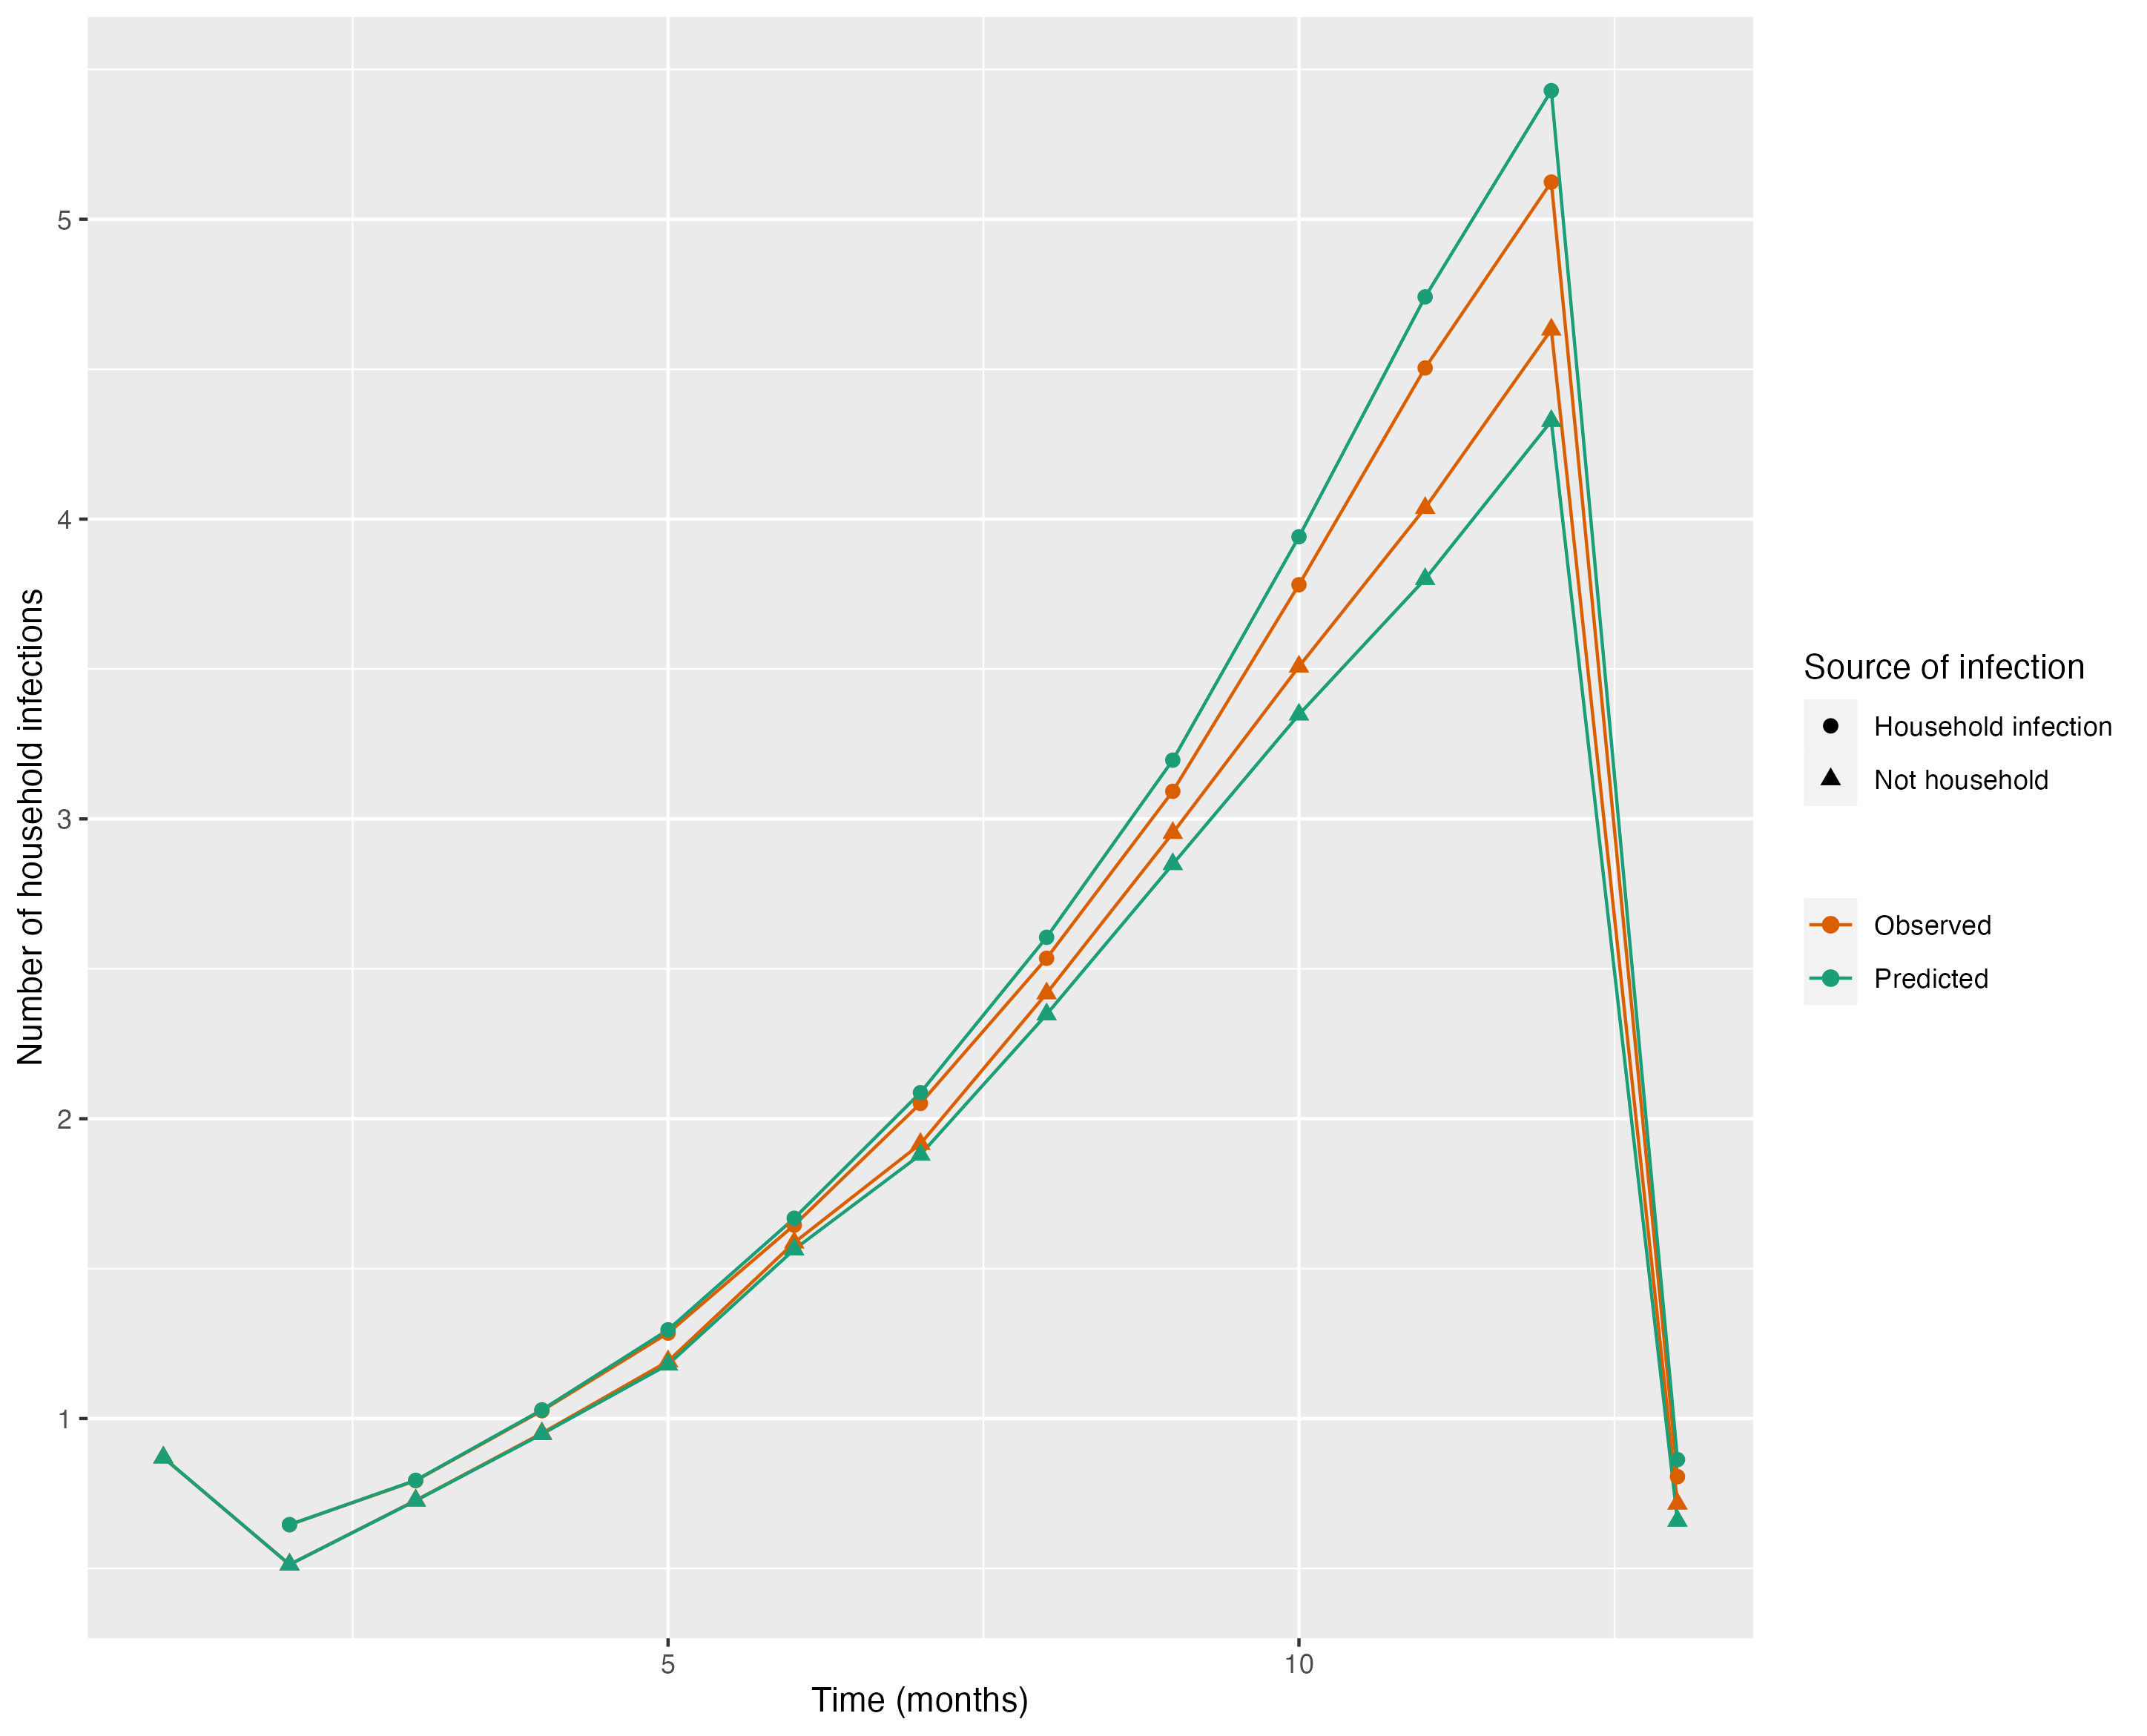 Number of household infections
5
4
3
2
1
5
10
Time (months)
Source of infection
Household infection
Not household
Observed
Predicted